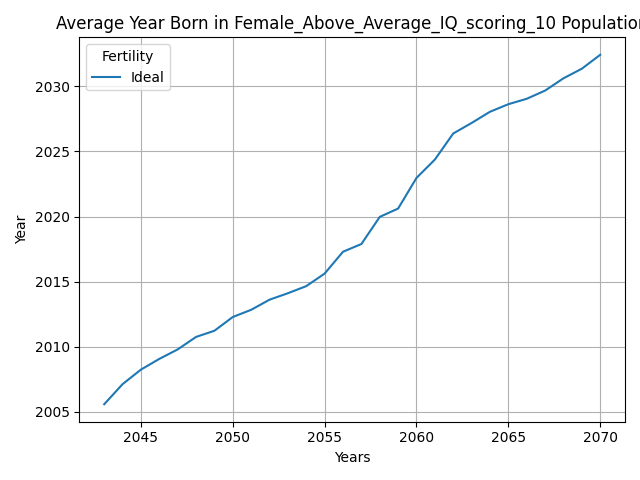 Average Year Born in Female_Above_Average_IQ_scoring_10 Population
Fertility
Ideal
Year
2030
2025
2020
2015
2010
2005
2045 2050 2055 2060 2065 2070
Years